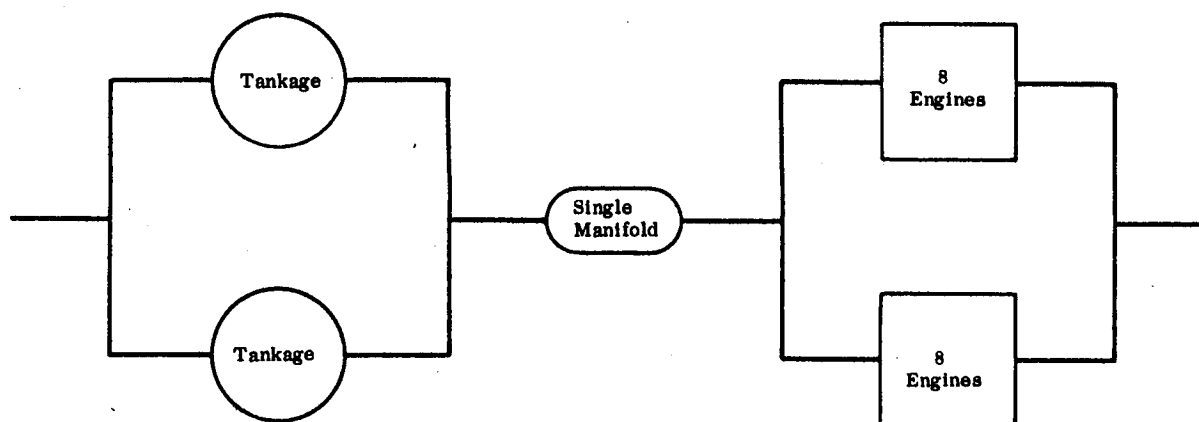 Tankage
8
Engines
Single
Manifold
Tankage
8
Engines